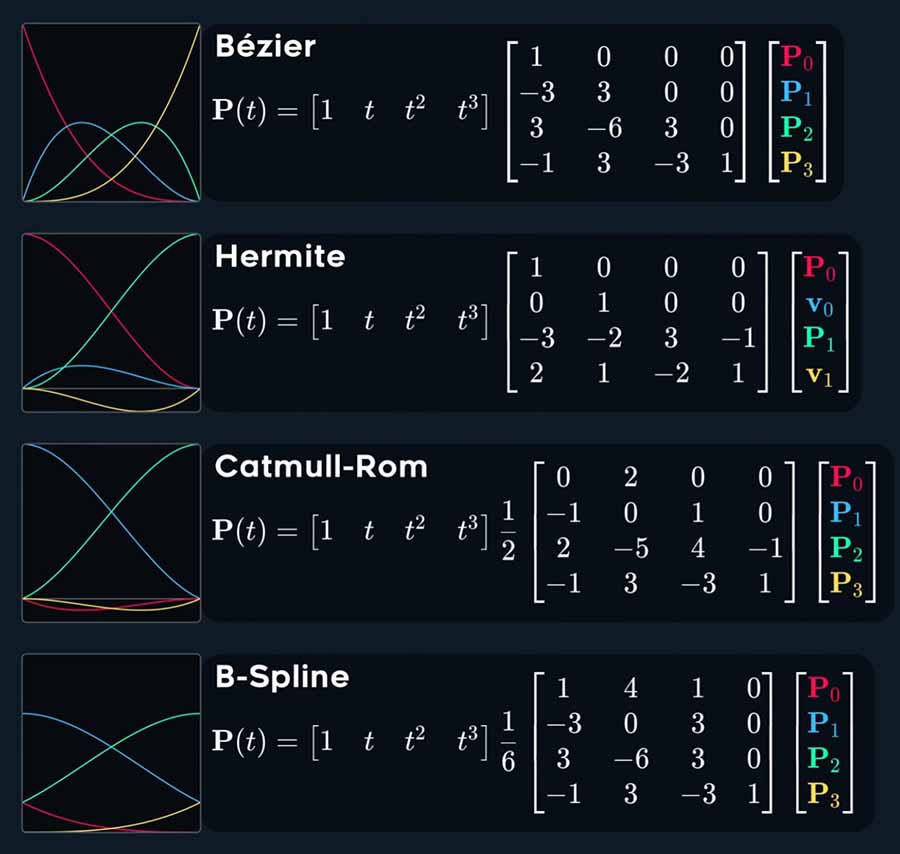 Bézier
P(t) = [1 t t² t³]
1 0 0 0
−3 3 0 0
3 −6 3 0
−1 3 −3 1
P₀
P₁
P₂
P₃
Hermite
P(t) = [1 t t² t³]
1 0 0 0
0 1 0 0
−3 −2 3 −1
2 1 −2 1
P₀
v₀
P₁
v₁
Catmull-Rom
P(t) = [1 t t² t³] 1/2
0 2 0 0
−1 0 1 0
2 −5 4 −1
−1 3 −3 1
P₀
P₁
P₂
P₃
B-Spline
P(t) = [1 t t² t³] 1/6
1 4 1 0
−3 0 3 0
3 −6 3 0
−1 3 −3 1
P₀
P₁
P₂
P₃